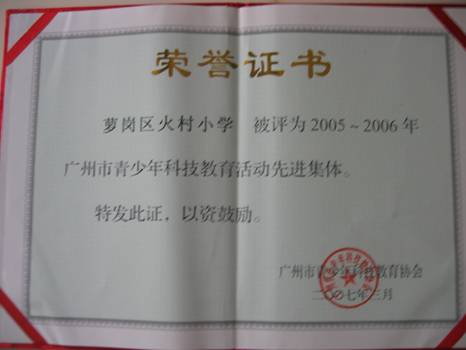 荣誉证书
萝岗区火村小学 被评为2005~2006年
广州市青少年科技教育活动先进集体。
特发此证，以资鼓励。
广州市青少年科技教育协会
二〇〇七年三月